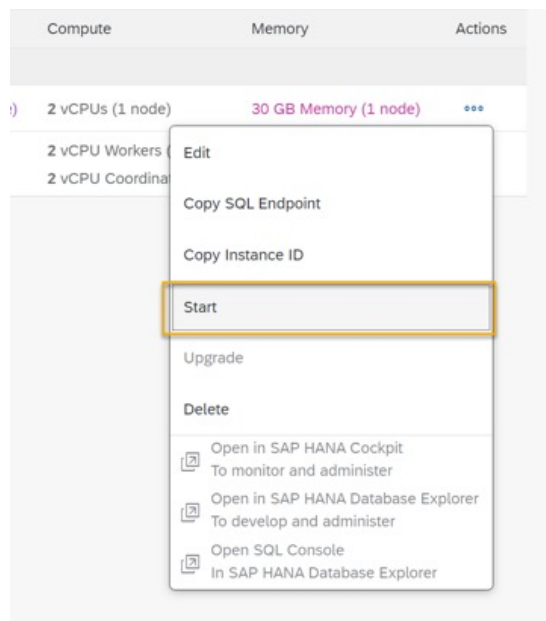 Compute Memory Actions
) 2 vCPUs (1 node) 30 GB Memory (1 node)
2 vCPU Workers (
2 vCPU Coordina
Edit
Copy SQL Endpoint
Copy Instance ID
Start
Upgrade
Delete
Open in SAP HANA Cockpit
To monitor and administer
Open in SAP HANA Database Explorer
To develop and administer
Open SQL Console
In SAP HANA Database Explorer